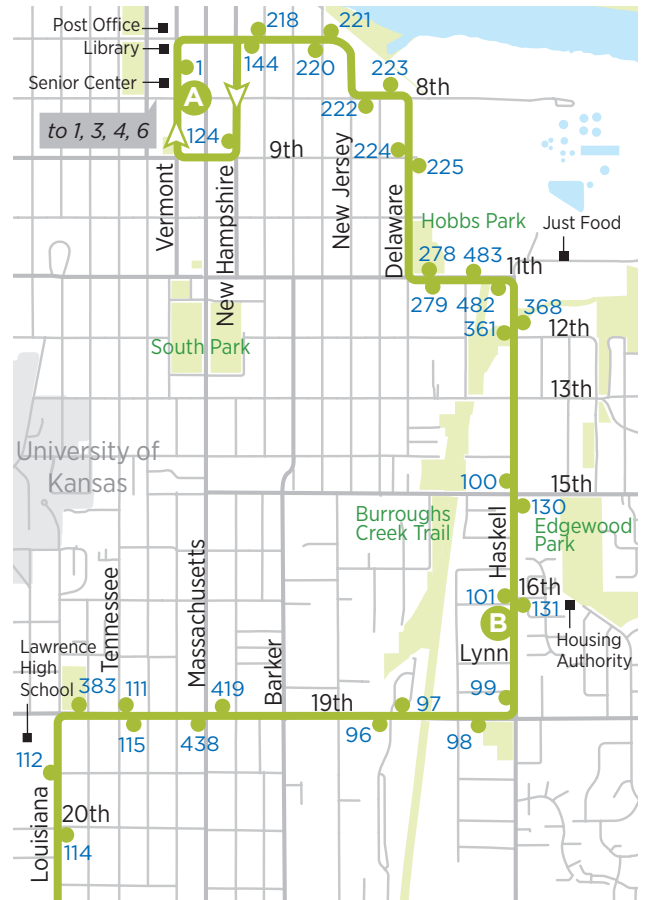 Post Office
218
221
Library
144
220
1
Senior Center
A
223
8th
222
to 1, 3, 4, 6
124
9th
224
225
Vermont
New Hampshire
New Jersey
Delaware
Hobbs Park
Just Food
278
483
11th
279
482
368
361
12th
South Park
13th
University of
Kansas
100
15th
130
Burroughs
Creek Trail
Edgewood
Park
Haskell
101
16th
131
B
Housing
Authority
Lynn
Tennessee
Massachusetts
Barker
Lawrence
High
School
383
111
419
19th
97
99
115
438
96
98
112
Louisiana
20th
114